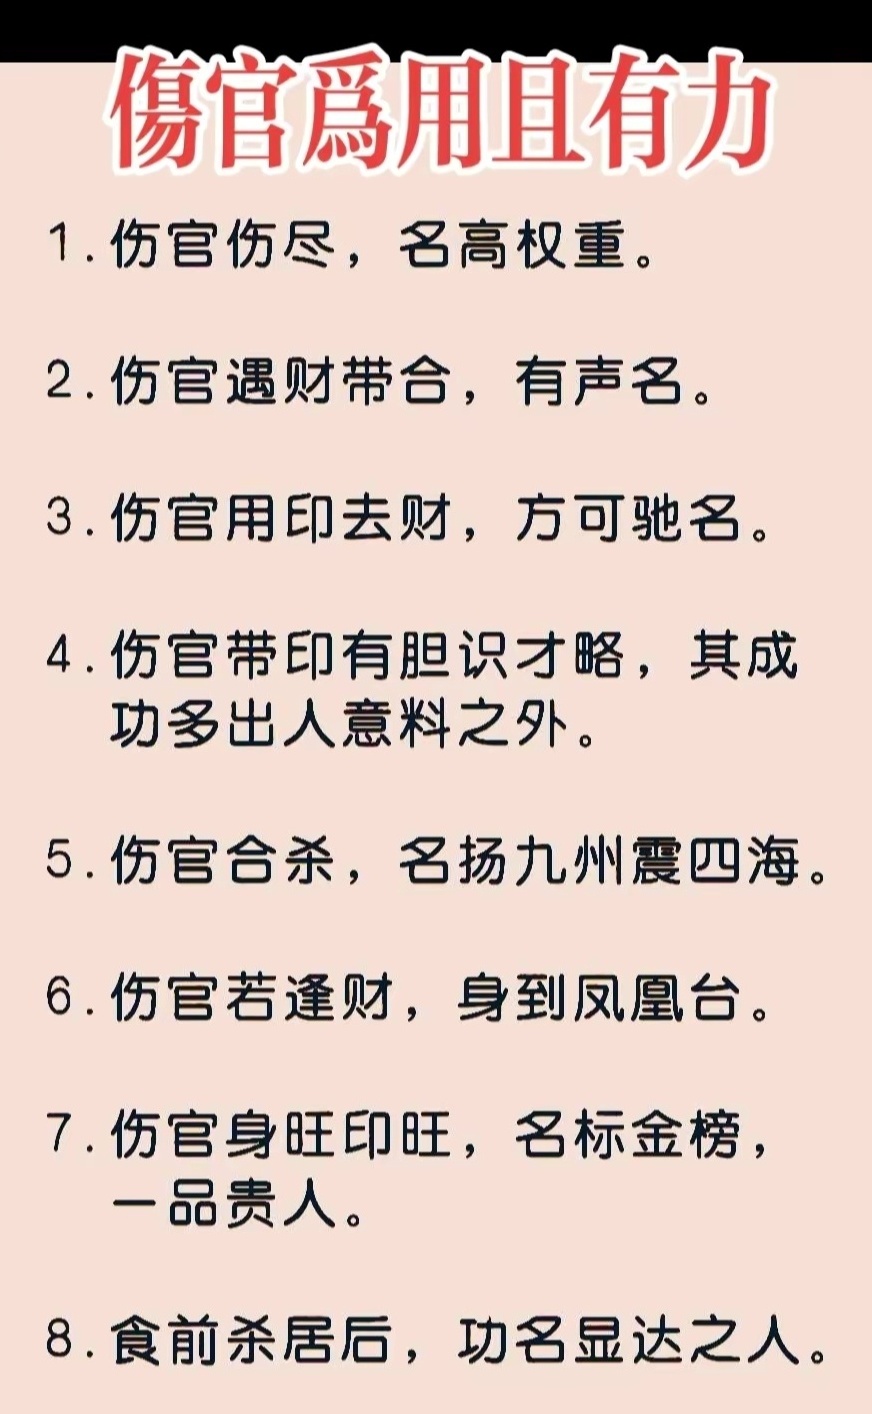 傷官爲用且有力
1.伤官伤尽，名高权重。
2.伤官遇财带合，有声名。
3.伤官用印去财，方可驰名。
4.伤官带印有胆识才略，其成
功多出人意料之外。
5.伤官合杀，名扬九州震四海。
6.伤官若逢财，身到凤凰台。
7.伤官身旺印旺，名标金榜，
一品贵人。
8.食前杀居后，功名显达之人。